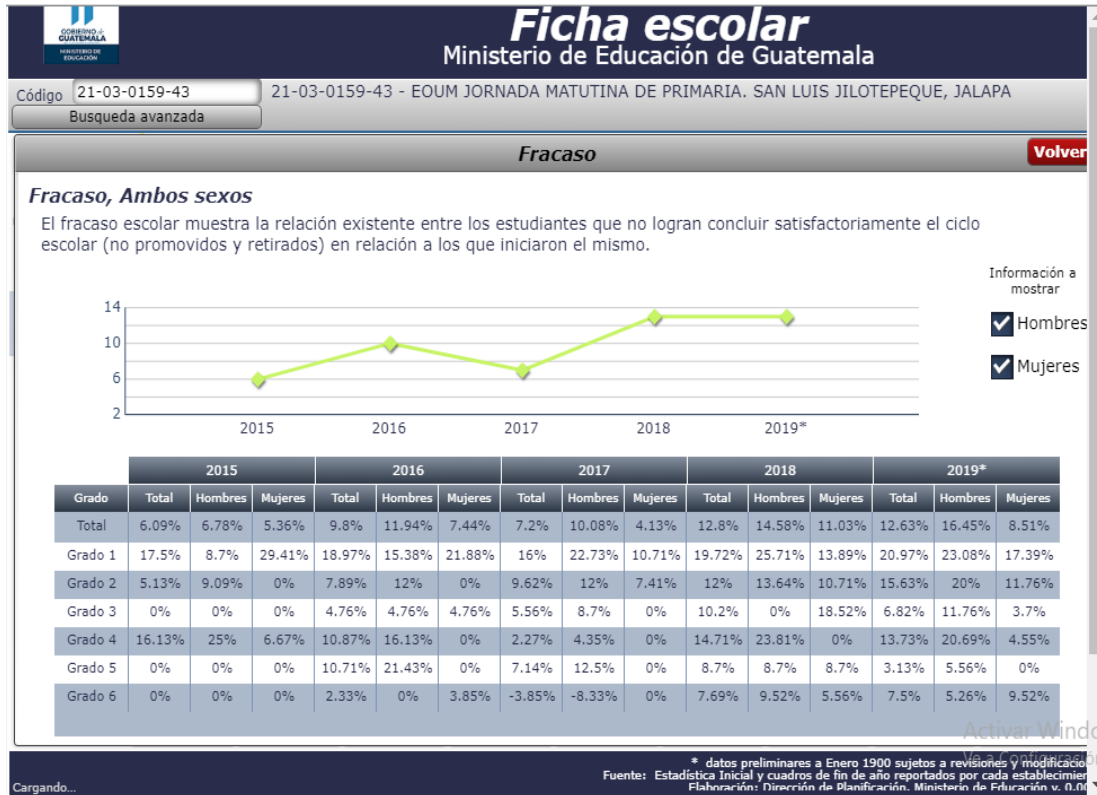 GOBIERNO de
GUATEMALA
MINISTERIO DE
EDUCACIÓN
Ficha escolar
Ministerio de Educación de Guatemala
Código 21-03-0159-43 21-03-0159-43 - EOUM JORNADA MATUTINA DE PRIMARIA. SAN LUIS JILOTEPEQUE, JALAPA
Busqueda avanzada
Fracaso Volver
Fracaso, Ambos sexos
El fracaso escolar muestra la relación existente entre los estudiantes que no logran concluir satisfactoriamente el ciclo
escolar (no promovidos y retirados) en relación a los que iniciaron el mismo.
Información a
mostrar
Hombres
Mujeres
14
10
6
2
2015 2016 2017 2018 2019*
2015 2016 2017 2018 2019*
Grado Total Hombres Mujeres Total Hombres Mujeres Total Hombres Mujeres Total Hombres Mujeres Total Hombres Mujeres
Total 6.09% 6.78% 5.36% 9.8% 11.94% 7.44% 7.2% 10.08% 4.13% 12.8% 14.58% 11.03% 12.63% 16.45% 8.51%
Grado 1 17.5% 8.7% 29.41% 18.97% 15.38% 21.88% 16% 22.73% 10.71% 19.72% 25.71% 13.89% 20.97% 23.08% 17.39%
Grado 2 5.13% 9.09% 0% 7.89% 12% 0% 9.62% 12% 7.41% 12% 13.64% 10.71% 15.63% 20% 11.76%
Grado 3 0% 0% 0% 4.76% 4.76% 4.76% 5.56% 8.7% 0% 10.2% 0% 18.52% 6.82% 11.76% 3.7%
Grado 4 16.13% 25% 6.67% 10.87% 16.13% 0% 2.27% 4.35% 0% 14.71% 23.81% 0% 13.73% 20.69% 4.55%
Grado 5 0% 0% 0% 10.71% 21.43% 0% 7.14% 12.5% 0% 8.7% 8.7% 8.7% 3.13% 5.56% 0%
Grado 6 0% 0% 0% 2.33% 0% 3.85% -3.85% -8.33% 0% 7.69% 9.52% 5.56% 7.5% 5.26% 9.52%
Activar Windo
Ve a Configuración
* datos preliminares a Enero 1900 sujetos a revisiones y modificacio
Fuente: Estadística Inicial y cuadros de fin de año reportados por cada establecimier
Elaboración: Dirección de Planificación, Ministerio de Educación v. 0.00
Cargando...